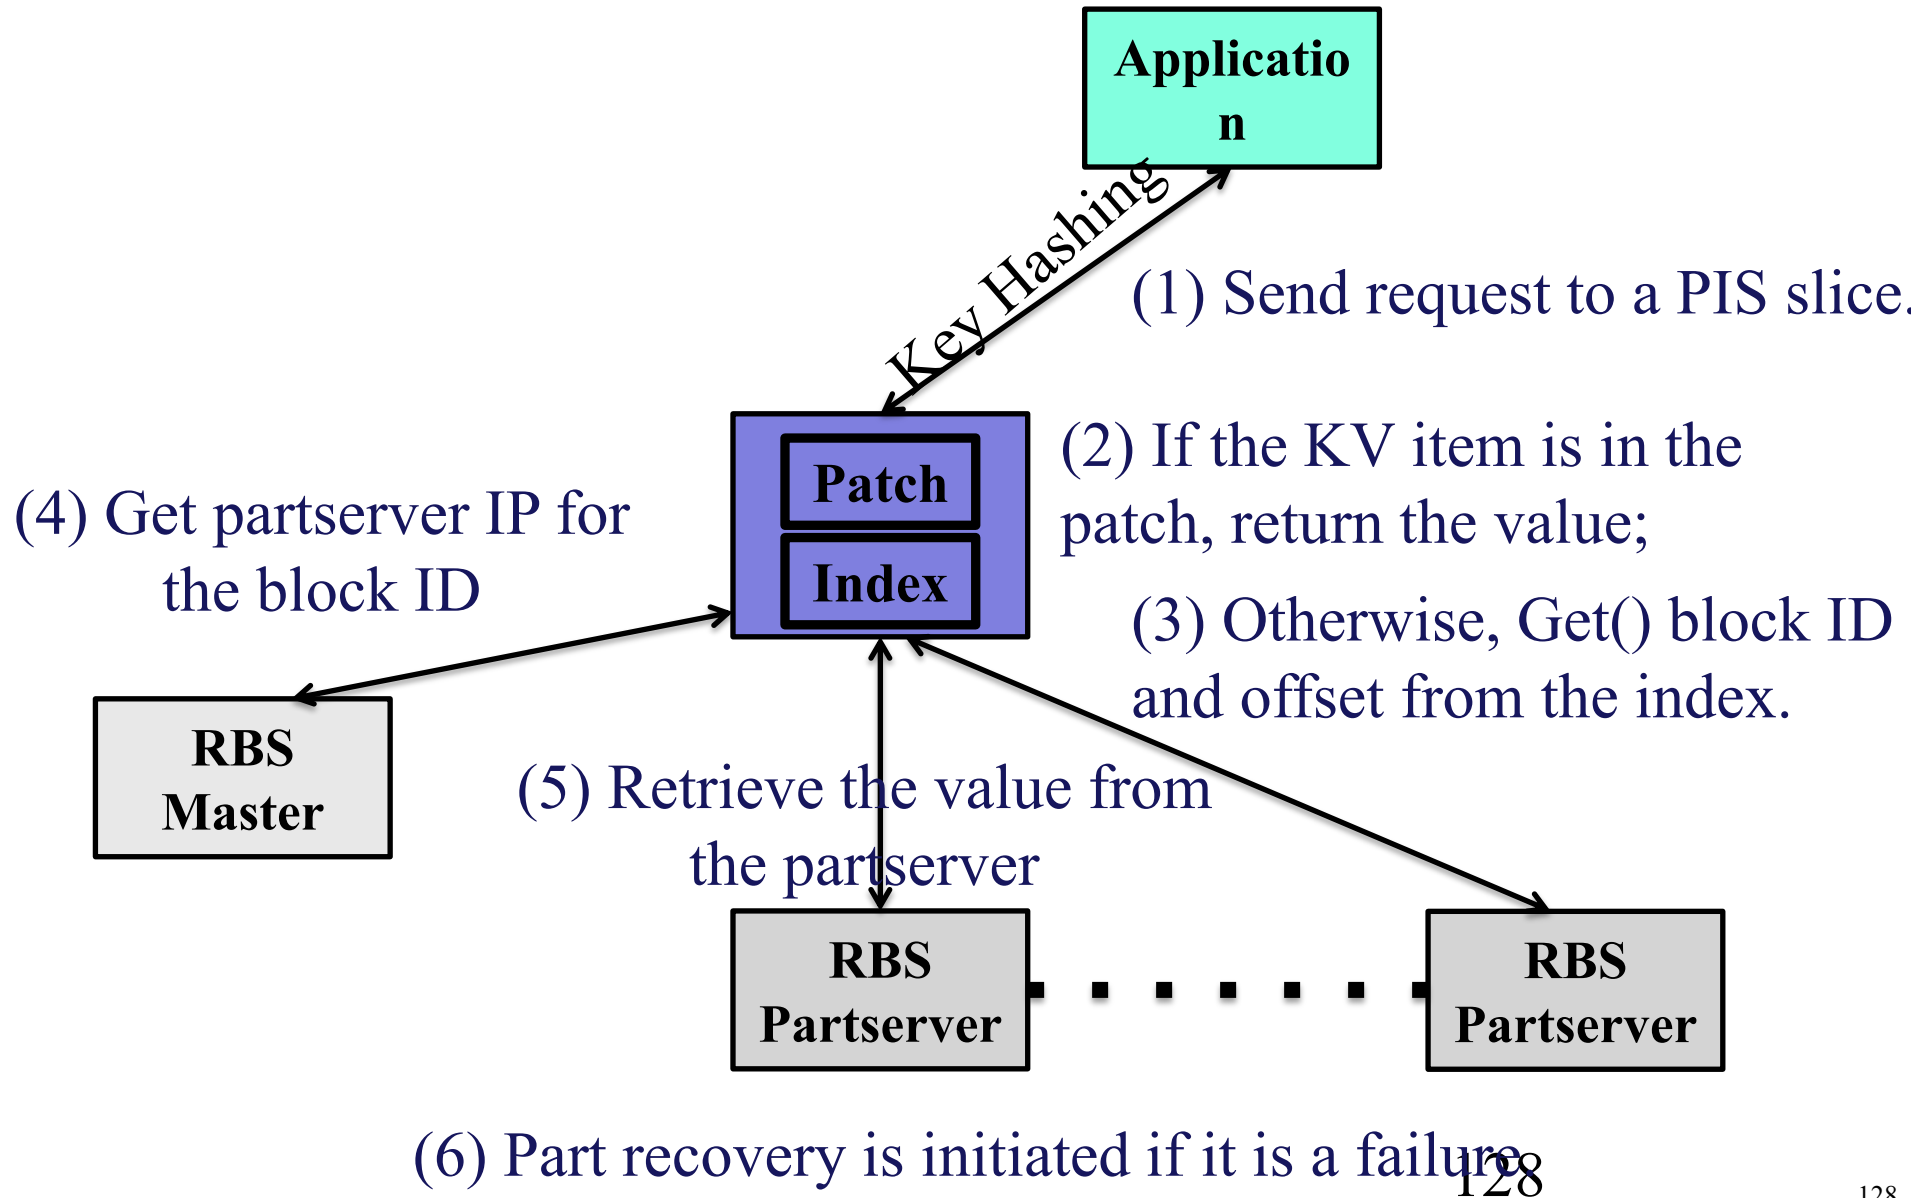 Applicatio
n
Key Hashing
(1) Send request to a PIS slice.
(2) If the KV item is in the
patch, return the value;
Patch
Index
(3) Otherwise, Get() block ID
and offset from the index.
(4) Get partserver IP for
the block ID
RBS
Master
(5) Retrieve the value from
the partserver
RBS
Partserver
RBS
Partserver
(6) Part recovery is initiated if it is a failure.
128
128